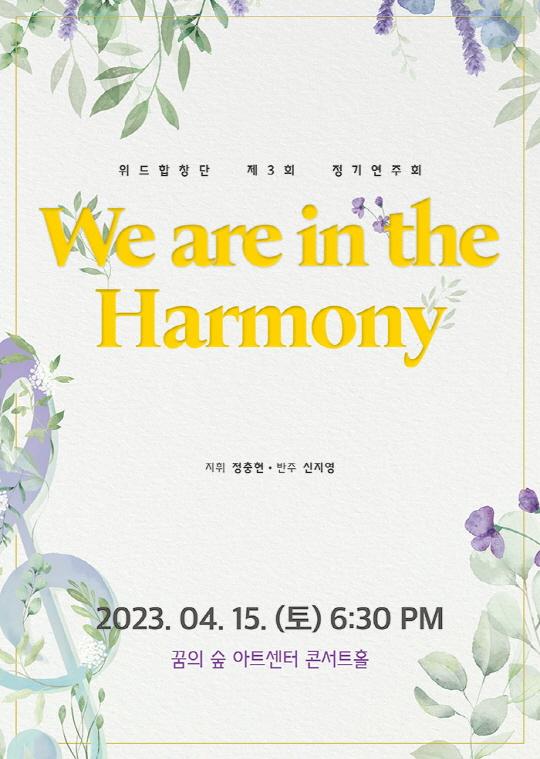 위드합창단 제3회 정기연주회
We are in the
Harmony
지휘 정충현 • 반주 신지영
2023. 04. 15. (토) 6:30 PM
꿈의 숲 아트센터 콘서트홀